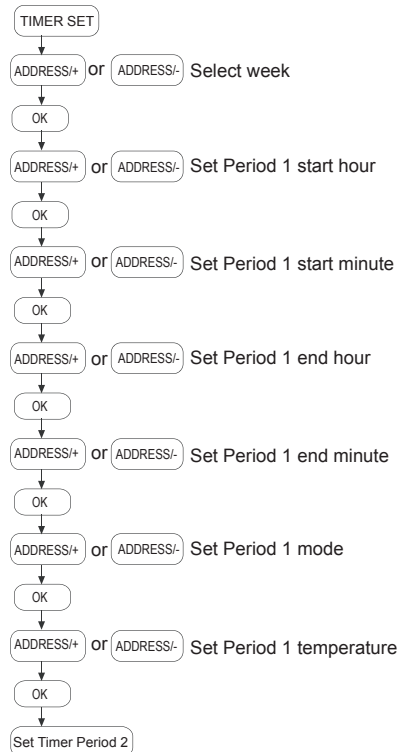 TIMER SET
ADDRESS/+ or ADDRESS/- Select week
OK
ADDRESS/+ or ADDRESS/- Set Period 1 start hour
OK
ADDRESS/+ or ADDRESS/- Set Period 1 start minute
OK
ADDRESS/+ or ADDRESS/- Set Period 1 end hour
OK
ADDRESS/+ or ADDRESS/- Set Period 1 end minute
OK
ADDRESS/+ or ADDRESS/- Set Period 1 mode
OK
ADDRESS/+ or ADDRESS/- Set Period 1 temperature
OK
Set Timer Period 2